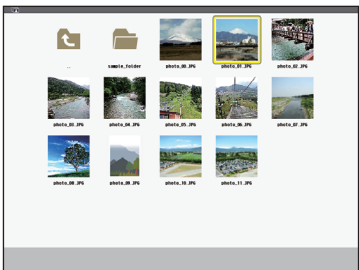 ..
sample_folder
photo_00.JPG
photo_01.JPG
photo_02.JPG
photo_03.JPG
photo_04.JPG
photo_05.JPG
photo_06.JPG
photo_07.JPG
photo_08.JPG
photo_09.JPG
photo_10.JPG
photo_11.JPG